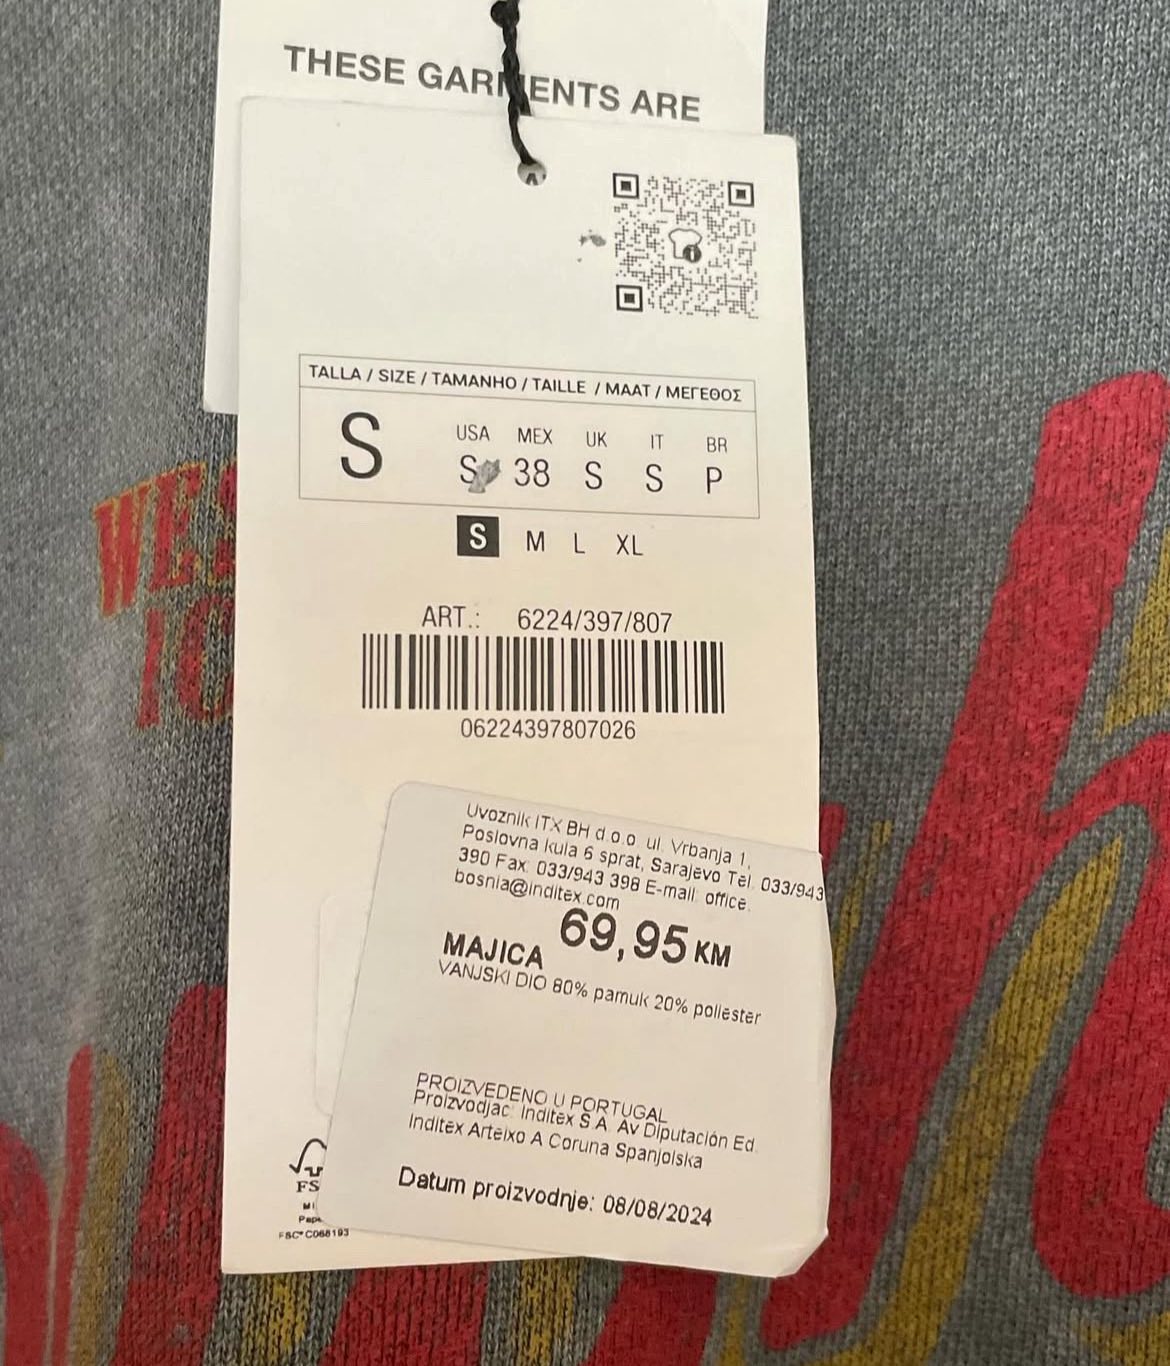 THESE GARMENTS ARE
TALLA / SIZE / TAMANHO / TAILLE / MAAT / ΜΕΓΕΘΟΣ
S
USA MEX UK IT BR
S 38 S S P
S M L XL
ART.: 6224/397/807
06224397807026
Uvoznik ITX BH d.o.o. ul. Vrbanja 1,
Poslovna kula 6 sprat, Sarajevo Tel. 033/943
390 Fax: 033/943 398 E-mail: office.
bosnia@inditex.com
69,95 KM
MAJICA
VANJSKI DIO 80% pamuk 20% poliester
PROIZVEDENO U PORTUGAL
Proizvodjac: Inditex S.A. Av Diputación Ed.
Inditex Arteixo A Coruna Spanjolska
Datum proizvodnje: 08/08/2024
FS
FSC® C068193
WES